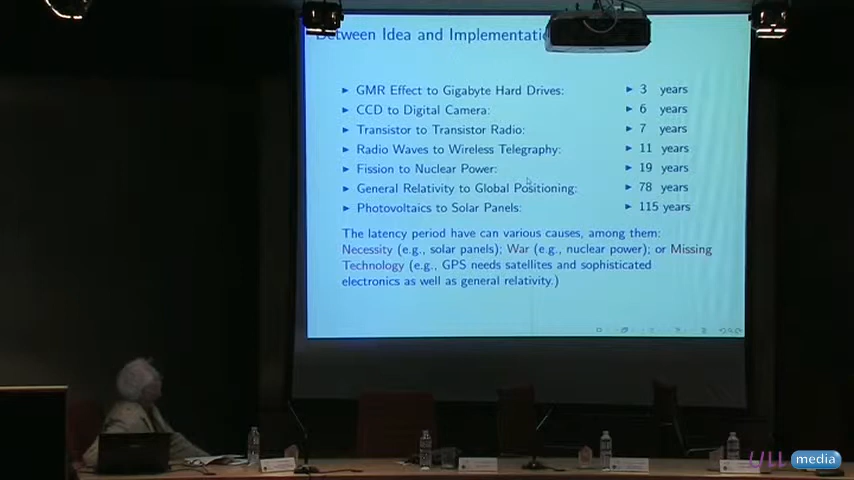 Between Idea and Implementatio
► GMR Effect to Gigabyte Hard Drives: ► 3 years
► CCD to Digital Camera: ► 6 years
► Transistor to Transistor Radio: ► 7 years
► Radio Waves to Wireless Telegraphy: ► 11 years
► Fission to Nuclear Power: ► 19 years
► General Relativity to Global Positioning: ► 78 years
► Photovoltaics to Solar Panels: ► 115 years
The latency period have can various causes, among them:
Necessity (e.g., solar panels); War (e.g., nuclear power); or Missing
Technology (e.g., GPS needs satellites and sophisticated
electronics as well as general relativity.)
ULL media